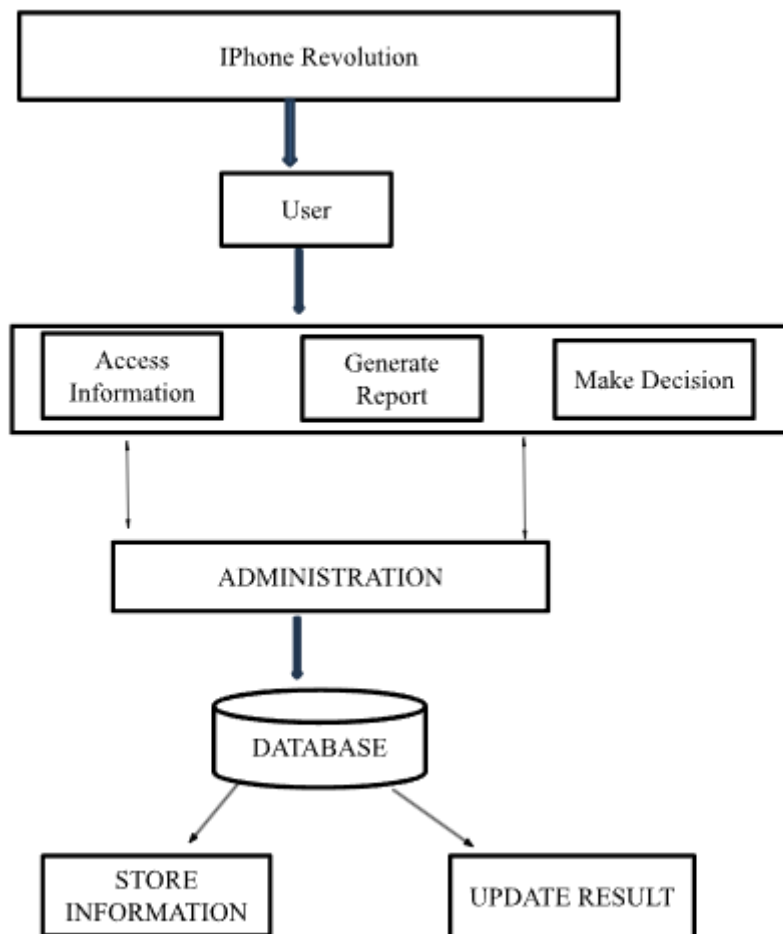 IPhone Revolution
User
Access
Information
Generate
Report
Make Decision
ADMINISTRATION
DATABASE
STORE
INFORMATION
UPDATE RESULT